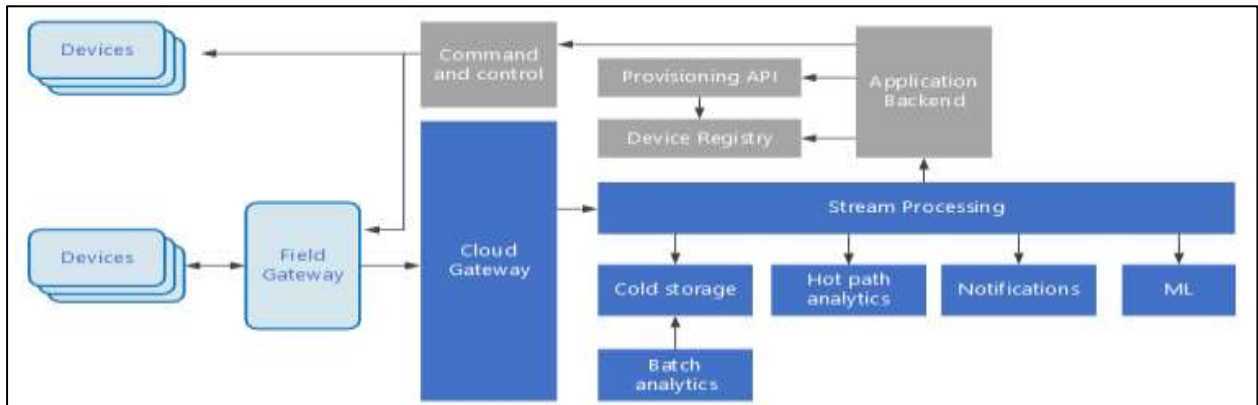 Devices
Command
and control
Provisioning API
Application
Backend
Device Registry
Stream Processing
Devices
Field
Gateway
Cloud
Gateway
Cold storage
Hot path
analytics
Notifications
ML
Batch
analytics